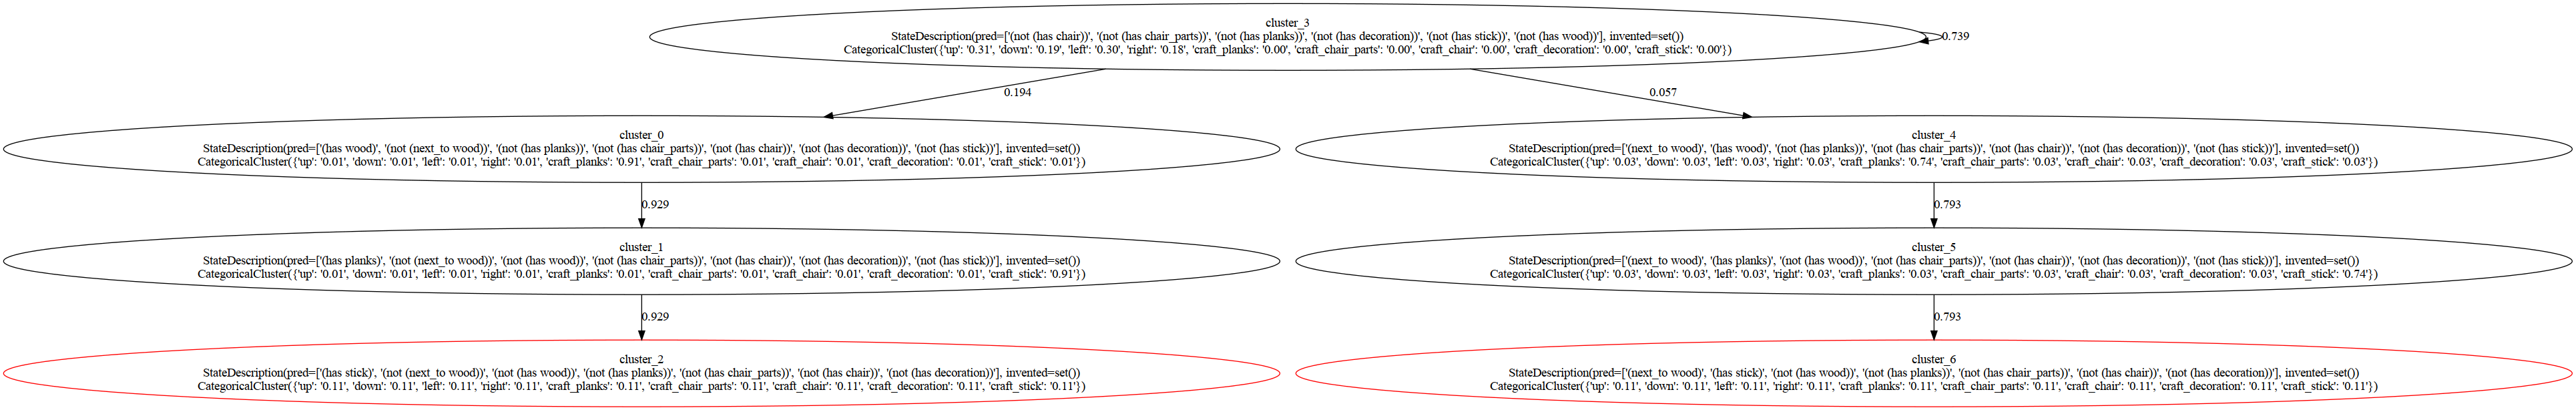 cluster_3
StateDescription(pred=['(not (has chair))', '(not (has chair_parts))', '(not (has planks))', '(not (has decoration))', '(not (has stick))', '(not (has wood))'], invented=set())
CategoricalCluster({'up': '0.31', 'down': '0.19', 'left': '0.30', 'right': '0.18', 'craft_planks': '0.00', 'craft_chair_parts': '0.00', 'craft_chair': '0.00', 'craft_decoration': '0.00', 'craft_stick': '0.00'})
0.739
0.194
0.057
cluster_0
StateDescription(pred=['(has wood)', '(not (next_to wood))', '(not (has planks))', '(not (has chair_parts))', '(not (has chair))', '(not (has decoration))', '(not (has stick))'], invented=set())
CategoricalCluster({'up': '0.01', 'down': '0.01', 'left': '0.01', 'right': '0.01', 'craft_planks': '0.91', 'craft_chair_parts': '0.01', 'craft_chair': '0.01', 'craft_decoration': '0.01', 'craft_stick': '0.01'})
cluster_4
StateDescription(pred=['(next_to wood)', '(has wood)', '(not (has planks))', '(not (has chair_parts))', '(not (has chair))', '(not (has decoration))', '(not (has stick))'], invented=set())
CategoricalCluster({'up': '0.03', 'down': '0.03', 'left': '0.03', 'right': '0.03', 'craft_planks': '0.74', 'craft_chair_parts': '0.03', 'craft_chair': '0.03', 'craft_decoration': '0.03', 'craft_stick': '0.03'})
0.929
0.793
cluster_1
StateDescription(pred=['(has planks)', '(not (next_to wood))', '(not (has wood))', '(not (has chair_parts))', '(not (has chair))', '(not (has decoration))', '(not (has stick))'], invented=set())
CategoricalCluster({'up': '0.01', 'down': '0.01', 'left': '0.01', 'right': '0.01', 'craft_planks': '0.01', 'craft_chair_parts': '0.01', 'craft_chair': '0.01', 'craft_decoration': '0.01', 'craft_stick': '0.91'})
cluster_5
StateDescription(pred=['(next_to wood)', '(has planks)', '(not (has wood))', '(not (has chair_parts))', '(not (has chair))', '(not (has decoration))', '(not (has stick))'], invented=set())
CategoricalCluster({'up': '0.03', 'down': '0.03', 'left': '0.03', 'right': '0.03', 'craft_planks': '0.03', 'craft_chair_parts': '0.03', 'craft_chair': '0.03', 'craft_decoration': '0.03', 'craft_stick': '0.74'})
0.929
0.793
cluster_2
StateDescription(pred=['(has stick)', '(not (next_to wood))', '(not (has wood))', '(not (has planks))', '(not (has chair_parts))', '(not (has chair))', '(not (has decoration))'], invented=set())
CategoricalCluster({'up': '0.11', 'down': '0.11', 'left': '0.11', 'right': '0.11', 'craft_planks': '0.11', 'craft_chair_parts': '0.11', 'craft_chair': '0.11', 'craft_decoration': '0.11', 'craft_stick': '0.11'})
cluster_6
StateDescription(pred=['(next_to wood)', '(has stick)', '(not (has wood))', '(not (has planks))', '(not (has chair_parts))', '(not (has chair))', '(not (has decoration))'], invented=set())
CategoricalCluster({'up': '0.11', 'down': '0.11', 'left': '0.11', 'right': '0.11', 'craft_planks': '0.11', 'craft_chair_parts': '0.11', 'craft_chair': '0.11', 'craft_decoration': '0.11', 'craft_stick': '0.11'})